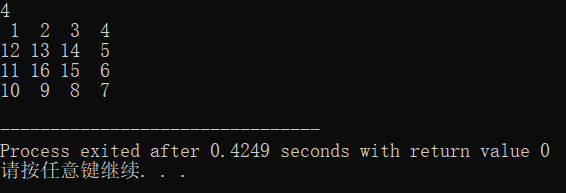 4
 1  2  3  4
12 13 14  5
11 16 15  6
10  9  8  7

--------------------------------
Process exited after 0.4249 seconds with return value 0
请按任意键继续. . .